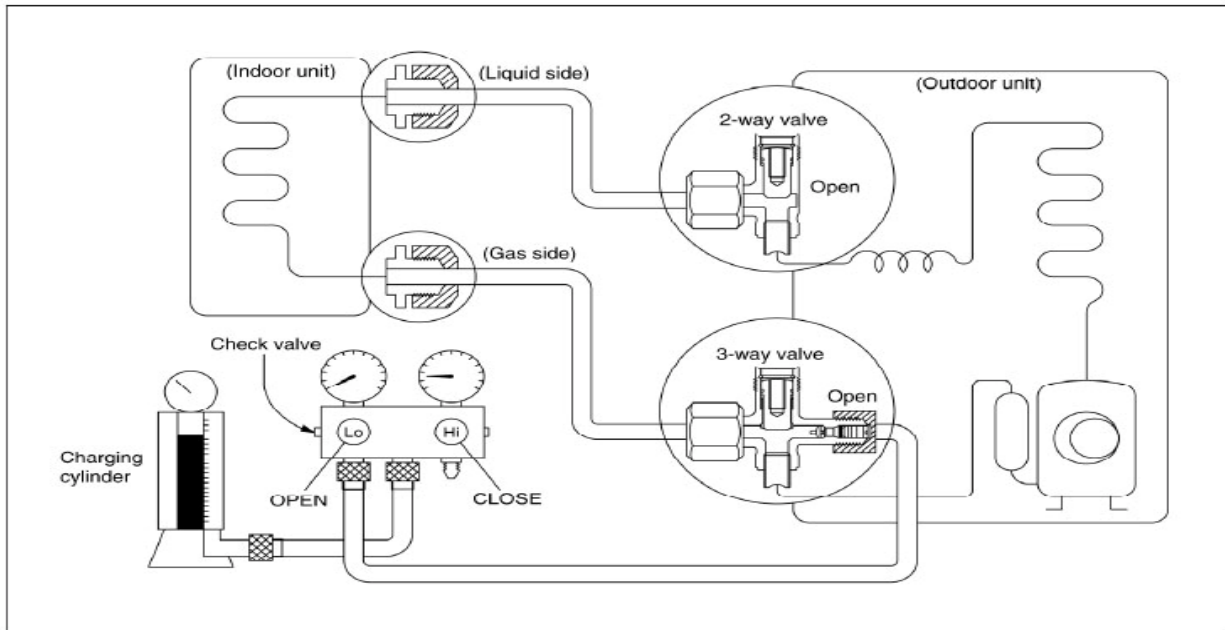 (Indoor unit)
(Liquid side)
(Outdoor unit)
2-way valve
Open
(Gas side)
3-way valve
Open
Check valve
Lo
Hi
Charging
cylinder
OPEN
CLOSE